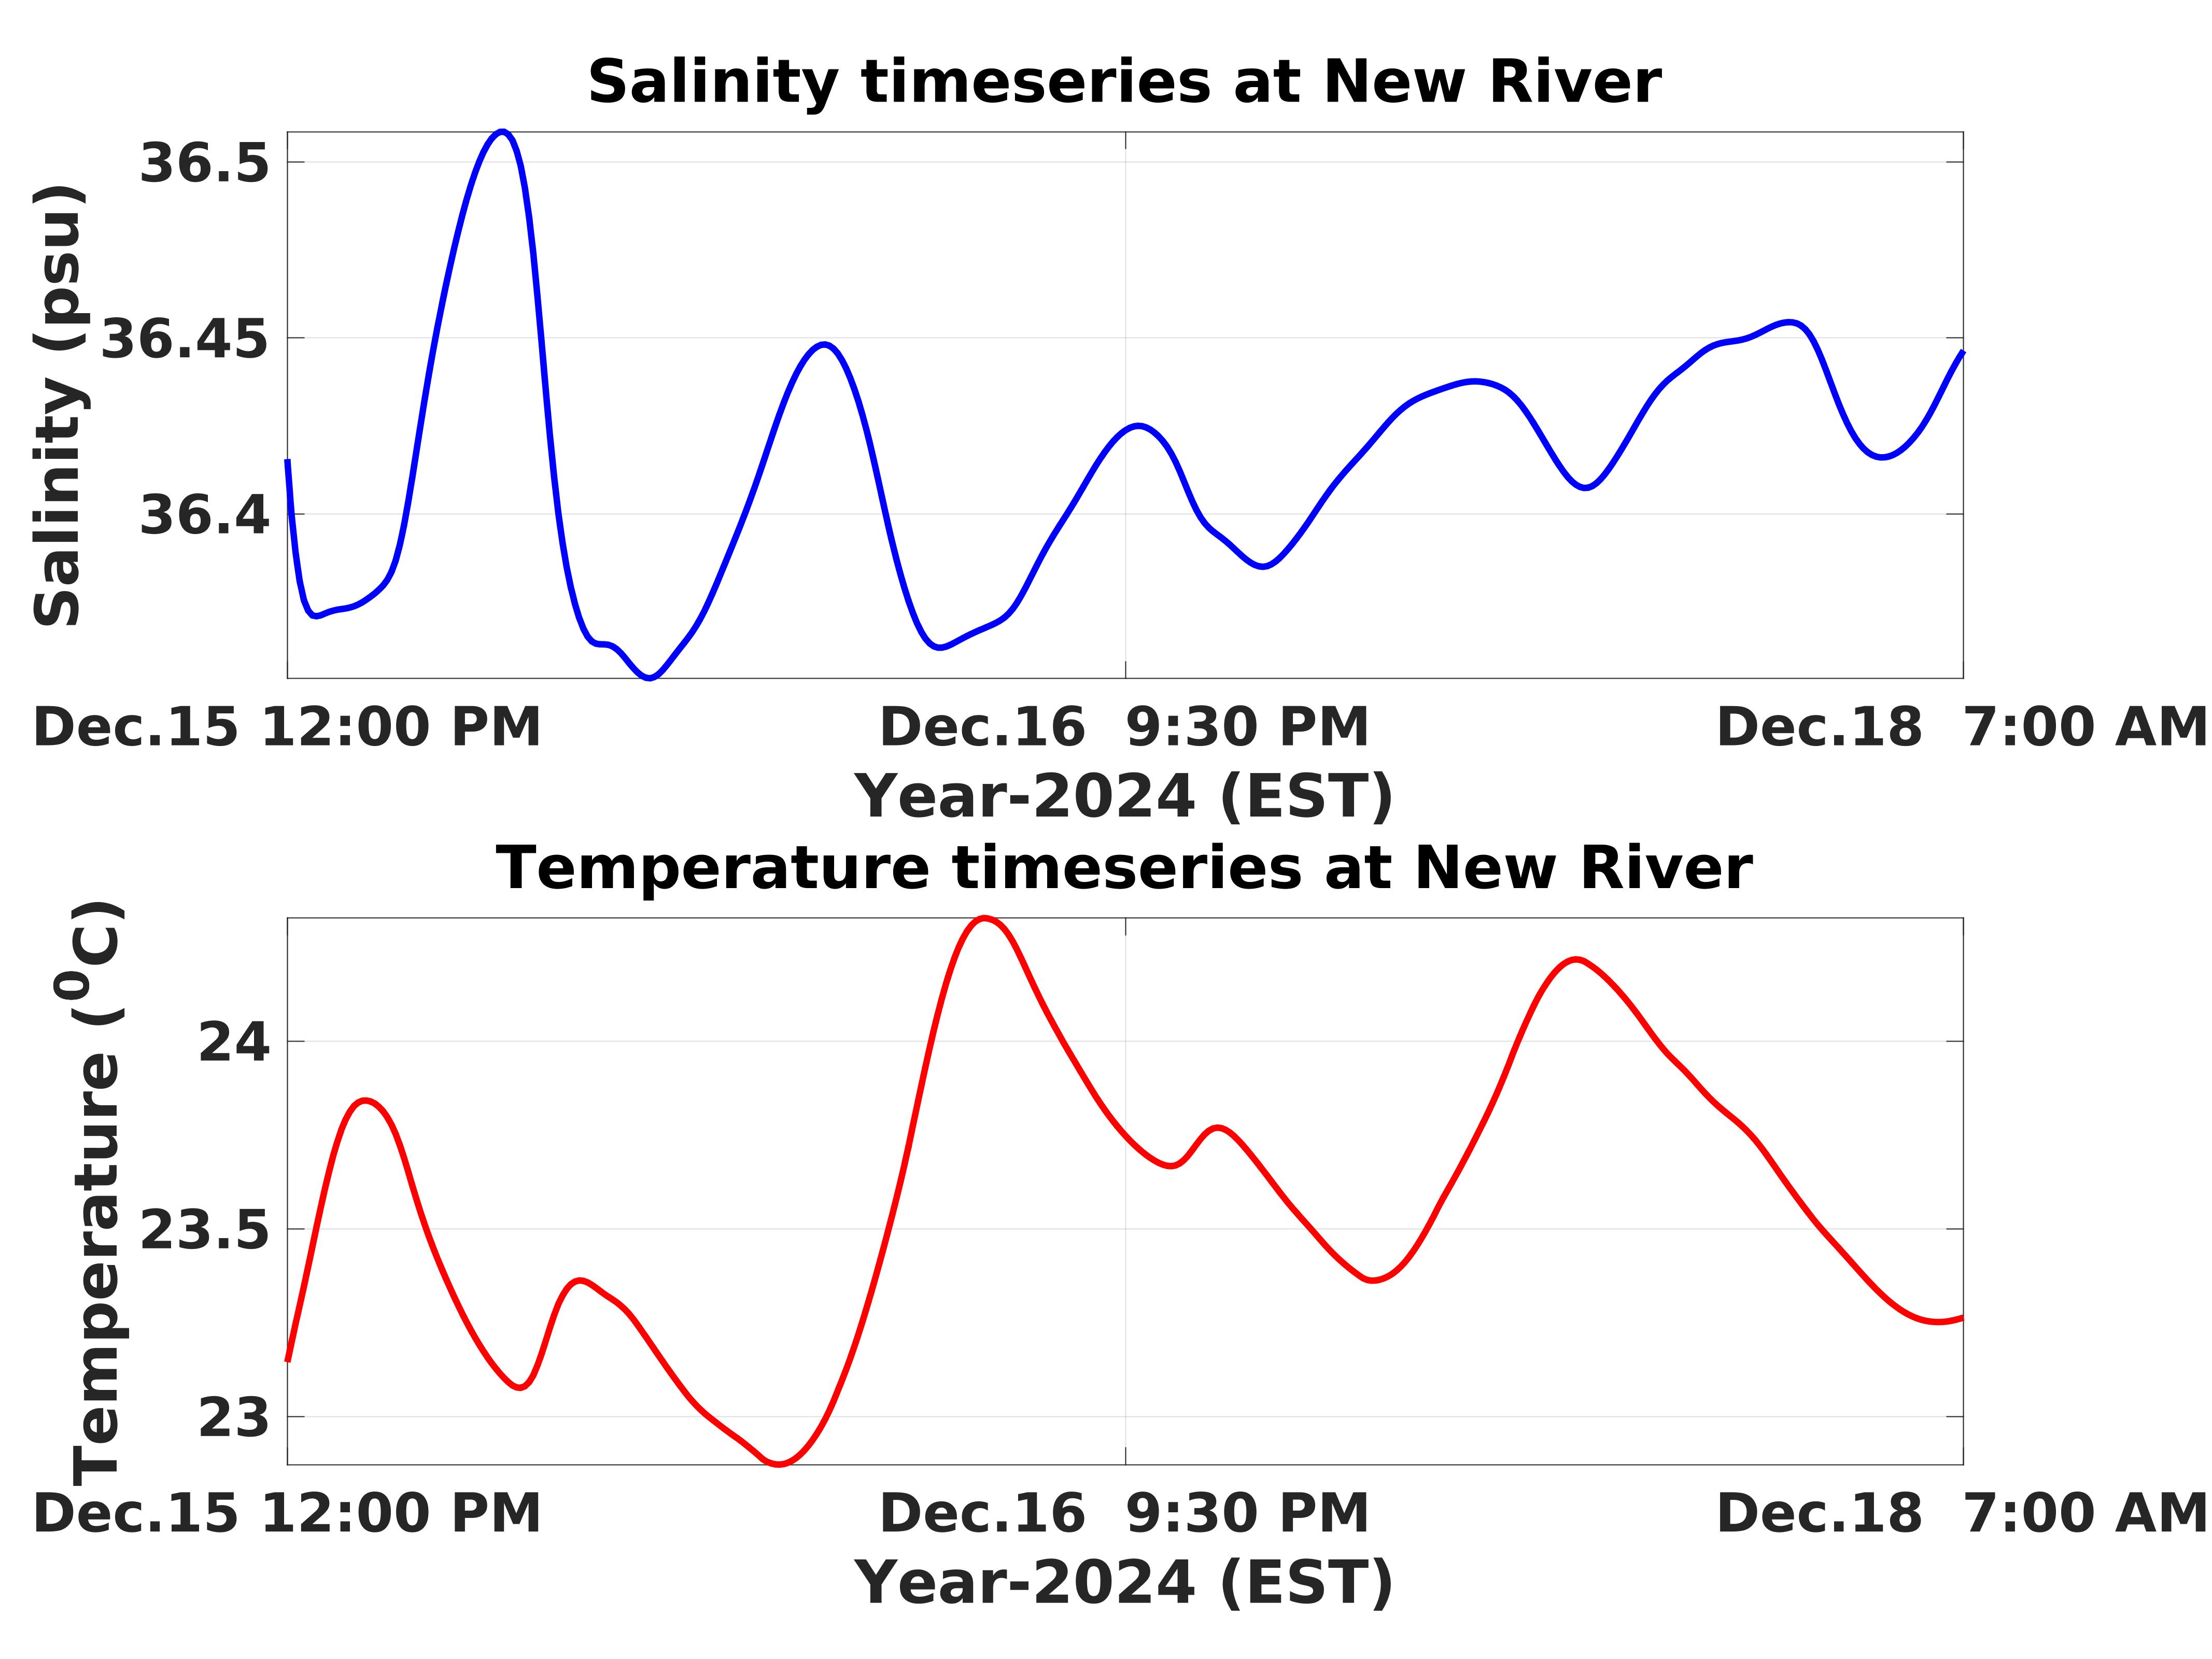 Salinity timeseries at New River
Salinity (psu)
36.5
36.45
36.4
Dec.15 12:00 PM Dec.16  9:30 PM Dec.18  7:00 AM
Year-2024 (EST)
Temperature timeseries at New River
Temperature (⁰C)
24
23.5
23
Dec.15 12:00 PM Dec.16  9:30 PM Dec.18  7:00 AM
Year-2024 (EST)